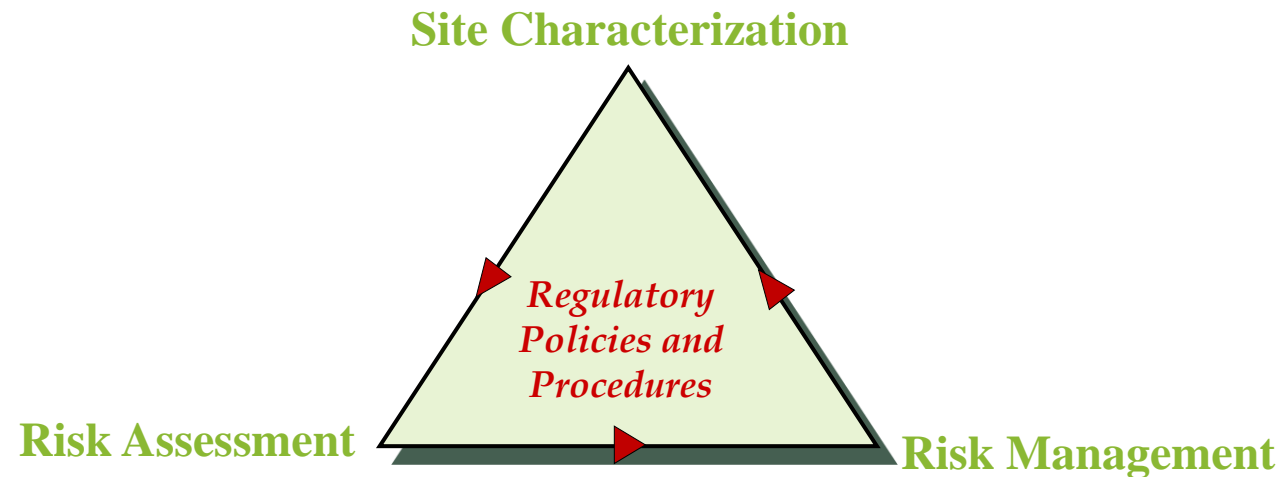 Site Characterization
Regulatory
Policies and
Procedures
Risk Assessment
Risk Management